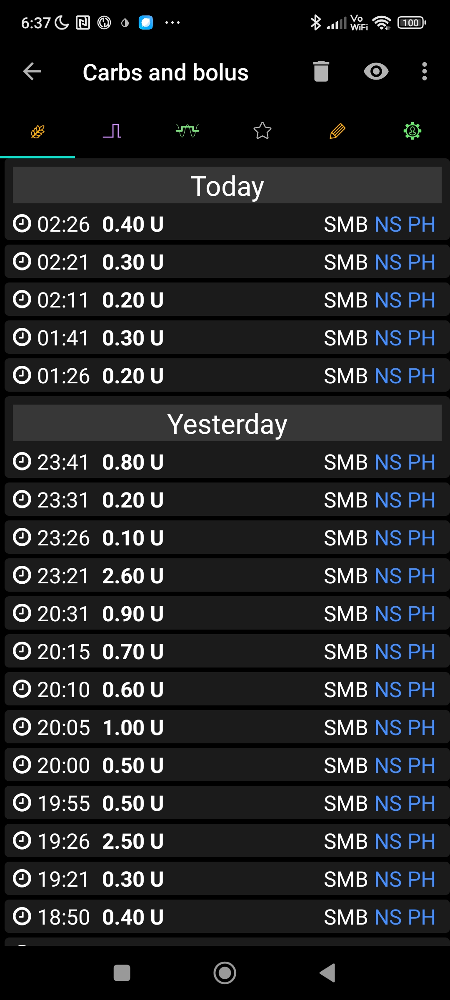 6:37 ... Vo WiFi 100
Carbs and bolus
Today
02:26 0.40 U SMB NS PH
02:21 0.30 U SMB NS PH
02:11 0.20 U SMB NS PH
01:41 0.30 U SMB NS PH
01:26 0.20 U SMB NS PH
Yesterday
23:41 0.80 U SMB NS PH
23:31 0.20 U SMB NS PH
23:26 0.10 U SMB NS PH
23:21 2.60 U SMB NS PH
20:31 0.90 U SMB NS PH
20:15 0.70 U SMB NS PH
20:10 0.60 U SMB NS PH
20:05 1.00 U SMB NS PH
20:00 0.50 U SMB NS PH
19:55 0.50 U SMB NS PH
19:26 2.50 U SMB NS PH
19:21 0.30 U SMB NS PH
18:50 0.40 U SMB NS PH